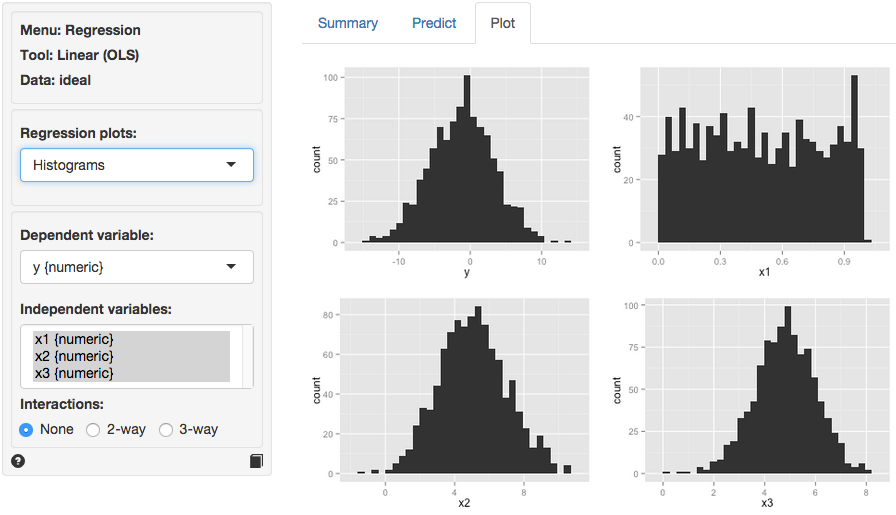 Menu: Regression
Tool: Linear (OLS)
Data: ideal
Regression plots:
Histograms
Dependent variable:
y {numeric}
Independent variables:
x1 {numeric}
x2 {numeric}
x3 {numeric}
Interactions:
None 2-way 3-way
?
Summary Predict Plot
100
75
50
25
0
count
-10 0 10
y
40
20
0
count
0.0 0.3 0.6 0.9
x1
80
60
40
20
0
count
0 4 8
x2
100
75
50
25
0
count
0 2 4 6 8
x3